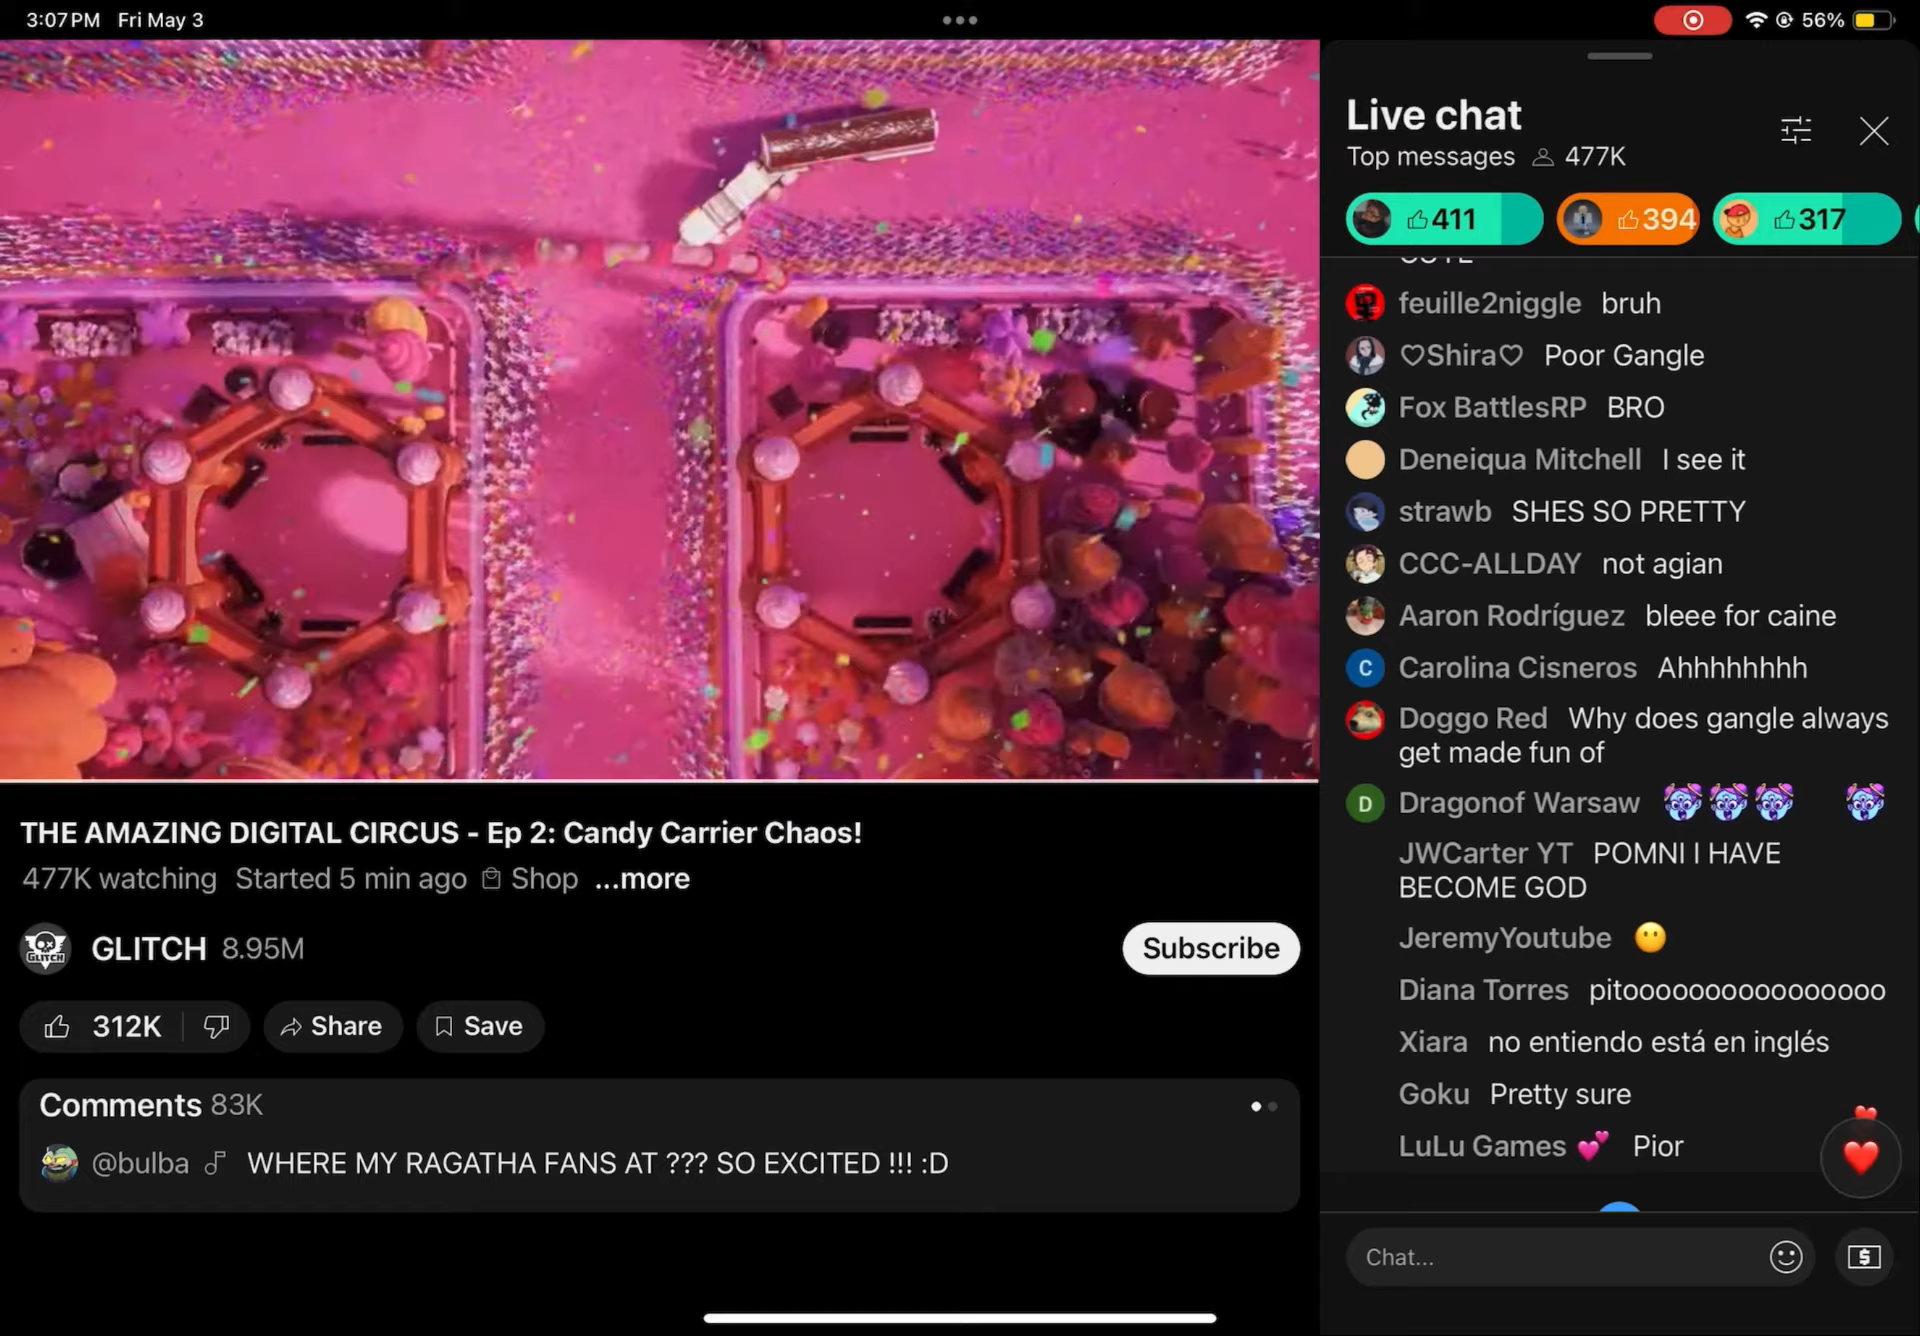 3:07 PM Fri May 3
56%
THE AMAZING DIGITAL CIRCUS - Ep 2: Candy Carrier Chaos!
477K watching Started 5 min ago Shop ...more
GLITCH
GLITCH 8.95M
Subscribe
312K
Share
Save
Comments 83K
@bulba WHERE MY RAGATHA FANS AT ??? SO EXCITED !!! :D
Live chat
Top messages 477K
411
394
317
feuille2niggle bruh
♡Shira♡ Poor Gangle
Fox BattlesRP BRO
Deneiqua Mitchell I see it
strawb SHES SO PRETTY
CCC-ALLDAY not agian
Aaron Rodríguez bleee for caine
C Carolina Cisneros Ahhhhhhhh
Doggo Red Why does gangle always
get made fun of
D Dragonof Warsaw
JWCarter YT POMNI I HAVE
BECOME GOD
JeremyYoutube 😶
Diana Torres pitoooooooooooooooo
Xiara no entiendo está en inglés
Goku Pretty sure
LuLu Games 💕 Pior
Chat...